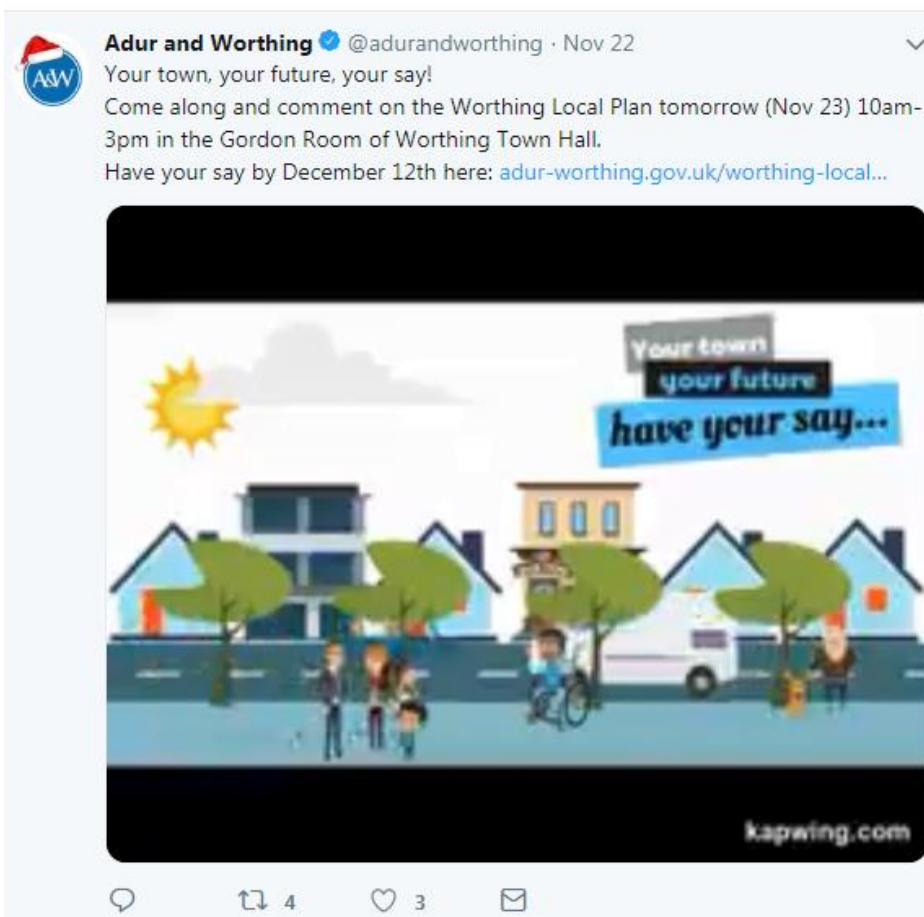 Adur and Worthing @adurandworthing · Nov 22
A&W
Your town, your future, your say!
Come along and comment on the Worthing Local Plan tomorrow (Nov 23) 10am-
3pm in the Gordon Room of Worthing Town Hall.
Have your say by December 12th here: adur-worthing.gov.uk/worthing-local...
Your town
your future
have your say...
kapwing.com
4
3